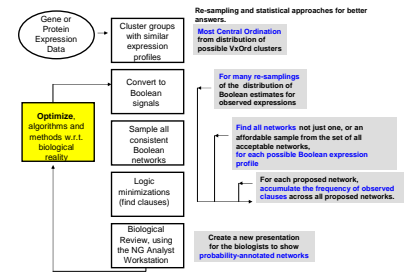 Re-sampling and statistical approaches for better
answers.
Gene or
Protein
Expression
Data
Cluster groups
with similar
expression
profiles
Most Central Ordination
from distribution of
possible VxOrd clusters
Convert to
Boolean
signals
For many re-samplings
of the distribution of
Boolean estimates for
observed expressions
Optimize,
algorithms and
methods w.r.t.
biological
reality
Sample all
consistent
Boolean
networks
Find all networks not just one, or an
affordable sample from the set of all
acceptable networks,
for each possible Boolean expression
profile
Logic
minimizations
(find clauses)
For each proposed network,
accumulate the frequency of observed
clauses across all proposed networks.
Biological
Review, using
the NG Analyst
Workstation
Create a new presentation
for the biologists to show
probability-annotated networks